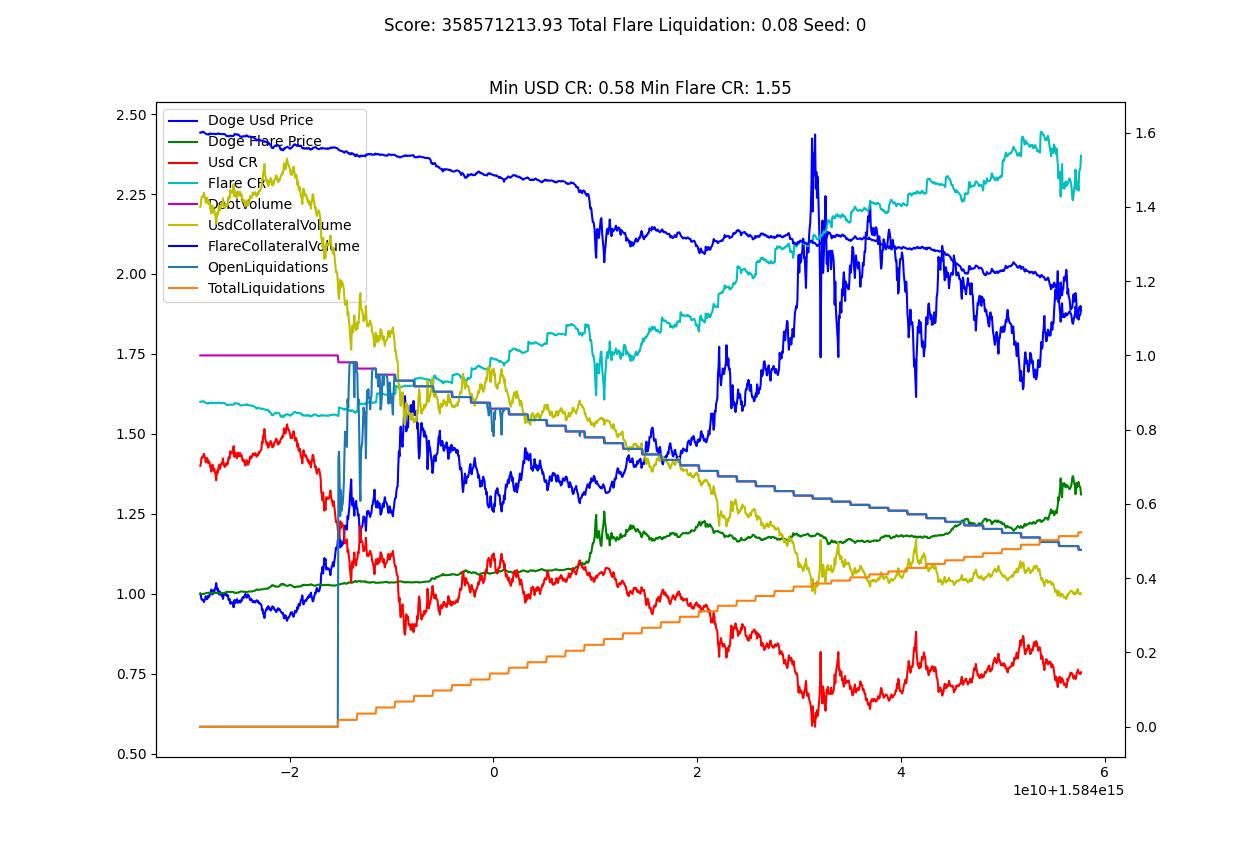 Score: 358571213.93 Total Flare Liquidation: 0.08 Seed: 0
Min USD CR: 0.58 Min Flare CR: 1.55
Doge Usd Price
Doge Flare Price
Usd CR
Flare CR
DebtVolume
UsdCollateralVolume
FlareCollateralVolume
OpenLiquidations
TotalLiquidations
2.50
2.25
2.00
1.75
1.50
1.25
1.00
0.75
0.50
1.6
1.4
1.2
1.0
0.8
0.6
0.4
0.2
0.0
−2 0 2 4 6
1e10+1.584e15